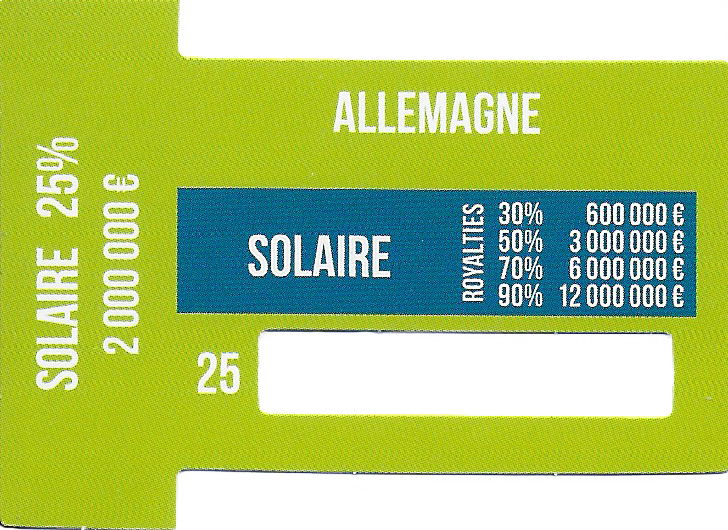 ALLEMAGNE
SOLAIRE 25%
2 000 000 €
SOLAIRE
ROYALTIES
30% 600 000 €
50% 3 000 000 €
70% 6 000 000 €
90% 12 000 000 €
25